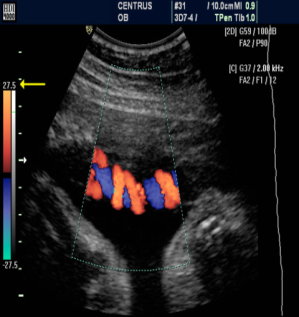 CENTRUS #31 / 10.0cm MI 0.9
OB 3D7-4 / TPen TIb 1.0
[2D] G59 / 100dB
FA2 / P90
[C] G37 / 2.00 kHz
FA2 / F1 / 12
27.5
-27.5